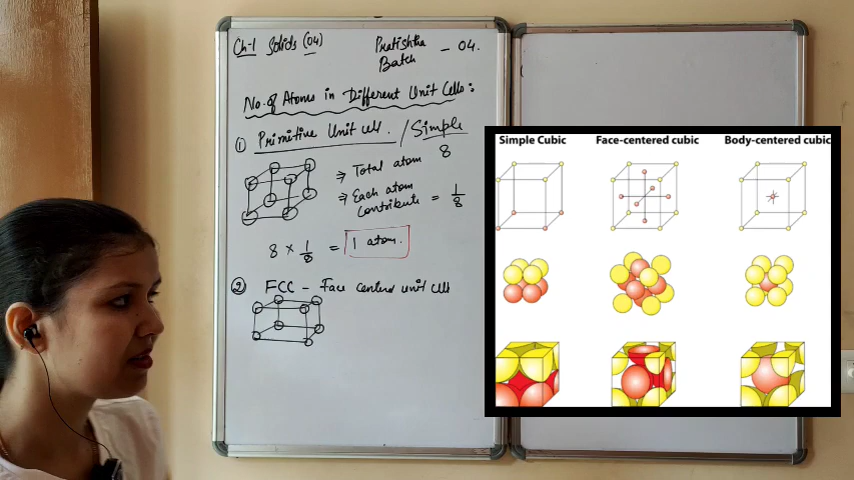 Ch-1 Solids (04)
Pratishtha - 04.
Batch
No. of Atoms in Different Unit Cells:
① Primitive Unit cell. / Simple
⇒ Total atom 8
⇒ Each atom
contribute = 1/8
8 × 1/8 = 1 atom.
② FCC - Face centered unit cell
Simple Cubic
Face-centered cubic
Body-centered cubic